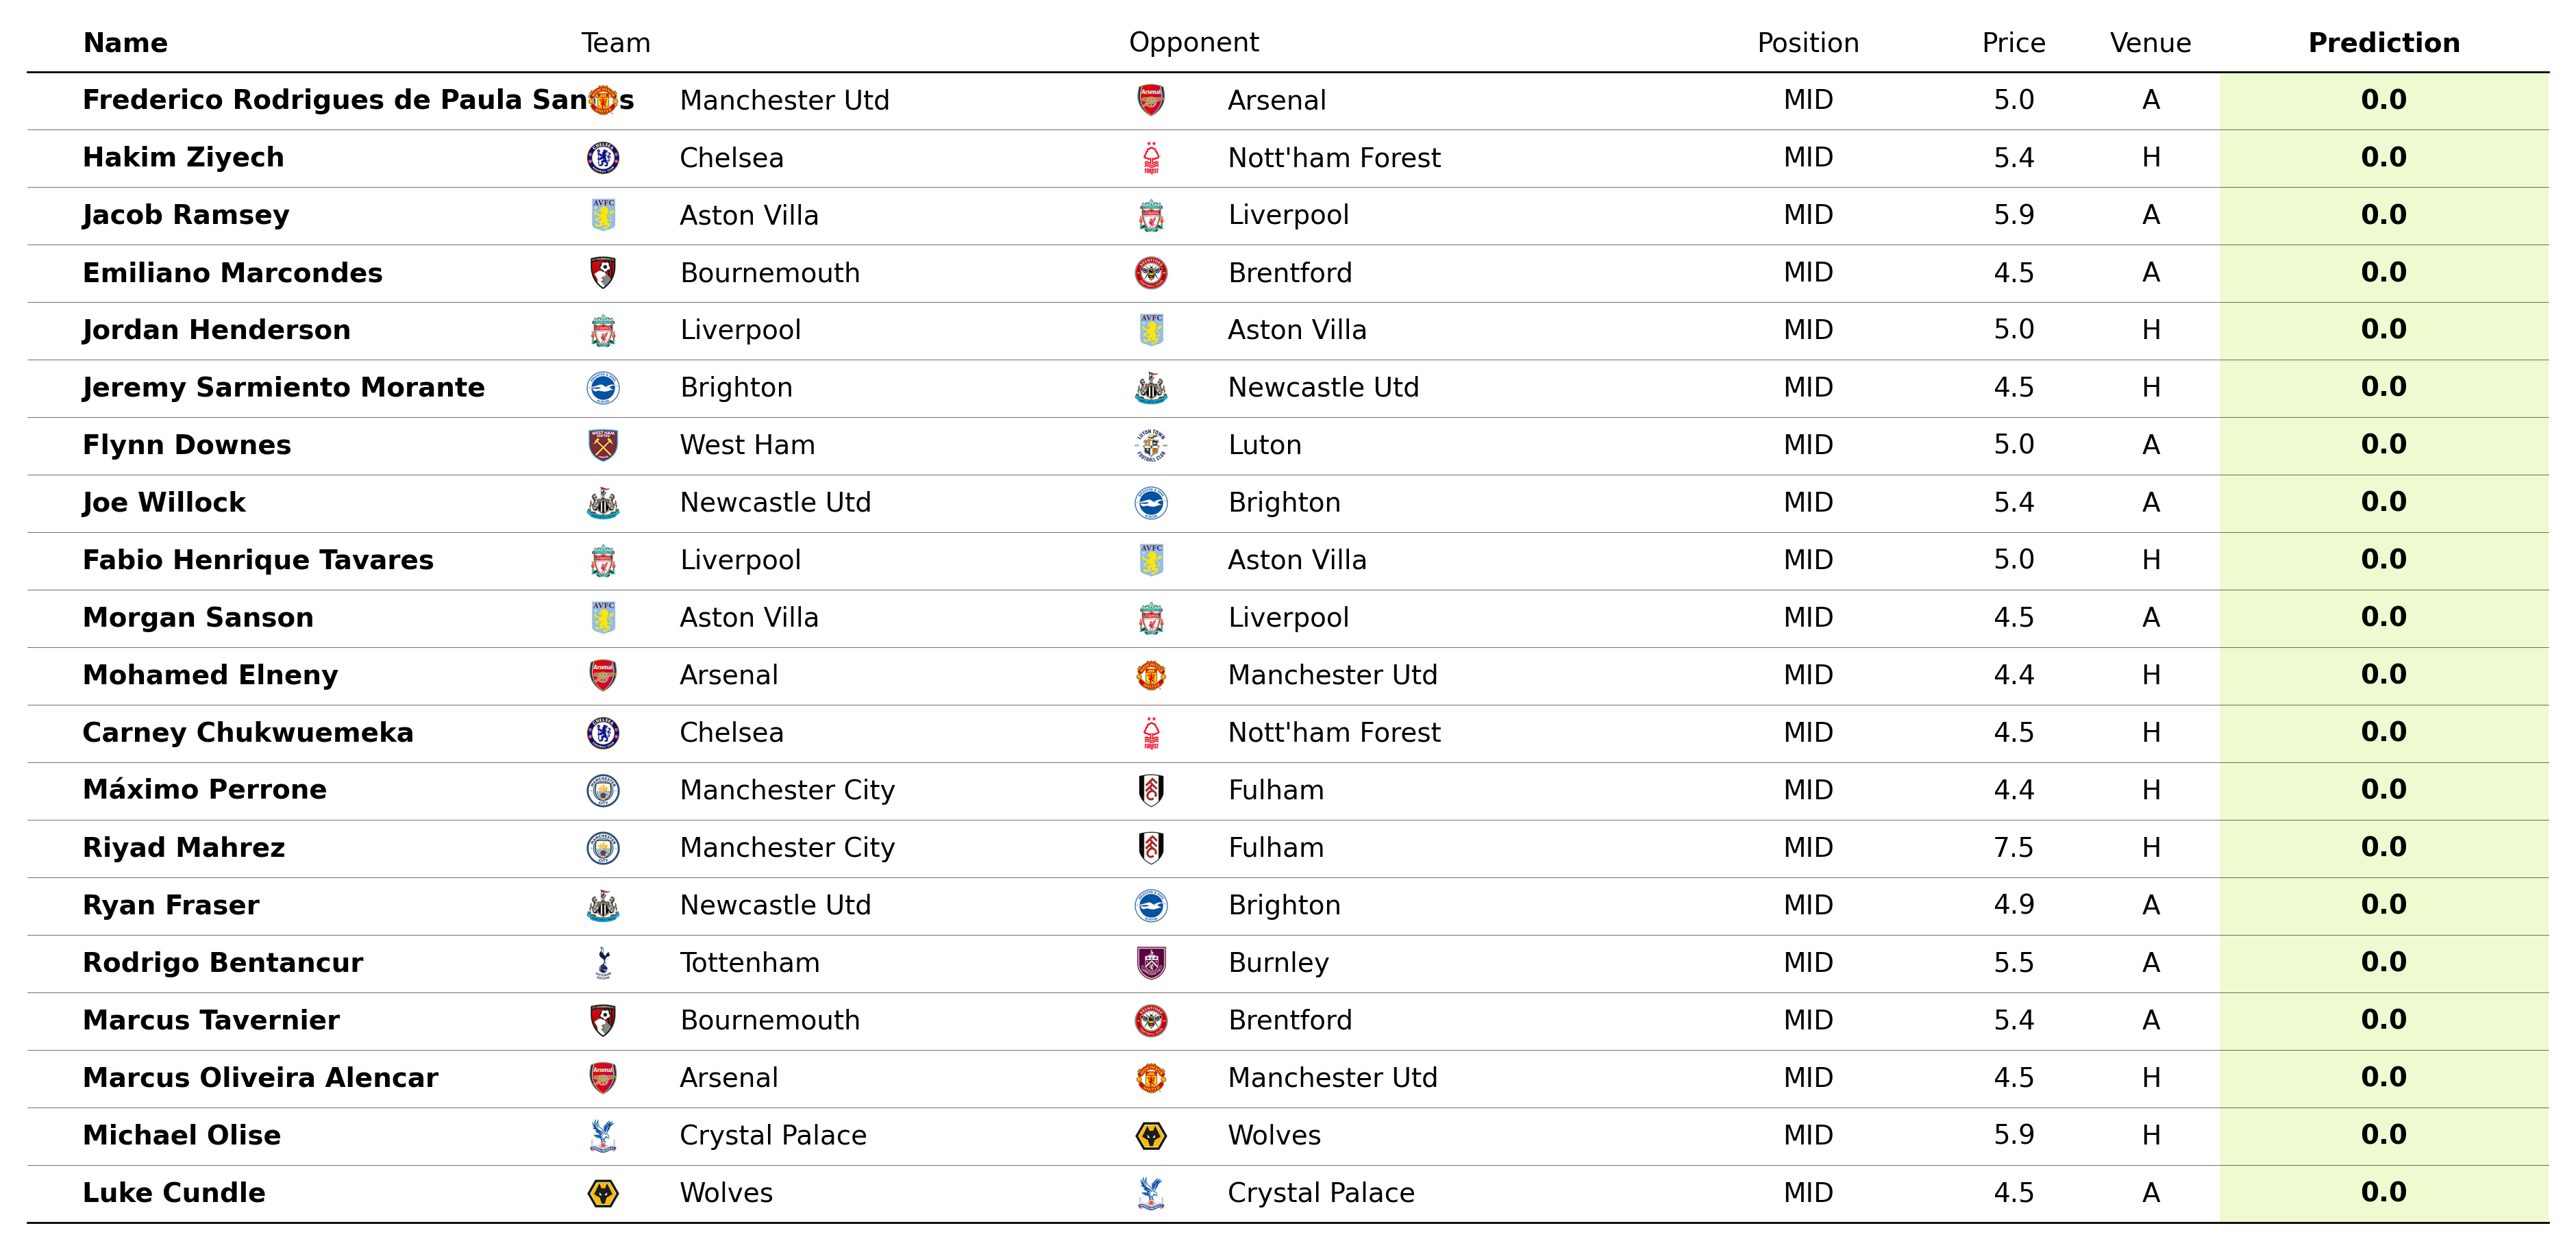 Name Team Opponent Position Price Venue Prediction
Frederico Rodrigues de Paula Santos Manchester Utd Arsenal MID 5.0 A 0.0
Hakim Ziyech Chelsea Nott'ham Forest MID 5.4 H 0.0
Jacob Ramsey Aston Villa Liverpool MID 5.9 A 0.0
Emiliano Marcondes Bournemouth Brentford MID 4.5 A 0.0
Jordan Henderson Liverpool Aston Villa MID 5.0 H 0.0
Jeremy Sarmiento Morante Brighton Newcastle Utd MID 4.5 H 0.0
Flynn Downes West Ham Luton MID 5.0 A 0.0
Joe Willock Newcastle Utd Brighton MID 5.4 A 0.0
Fabio Henrique Tavares Liverpool Aston Villa MID 5.0 H 0.0
Morgan Sanson Aston Villa Liverpool MID 4.5 A 0.0
Mohamed Elneny Arsenal Manchester Utd MID 4.4 H 0.0
Carney Chukwuemeka Chelsea Nott'ham Forest MID 4.5 H 0.0
Máximo Perrone Manchester City Fulham MID 4.4 H 0.0
Riyad Mahrez Manchester City Fulham MID 7.5 H 0.0
Ryan Fraser Newcastle Utd Brighton MID 4.9 A 0.0
Rodrigo Bentancur Tottenham Burnley MID 5.5 A 0.0
Marcus Tavernier Bournemouth Brentford MID 5.4 A 0.0
Marcus Oliveira Alencar Arsenal Manchester Utd MID 4.5 H 0.0
Michael Olise Crystal Palace Wolves MID 5.9 H 0.0
Luke Cundle Wolves Crystal Palace MID 4.5 A 0.0